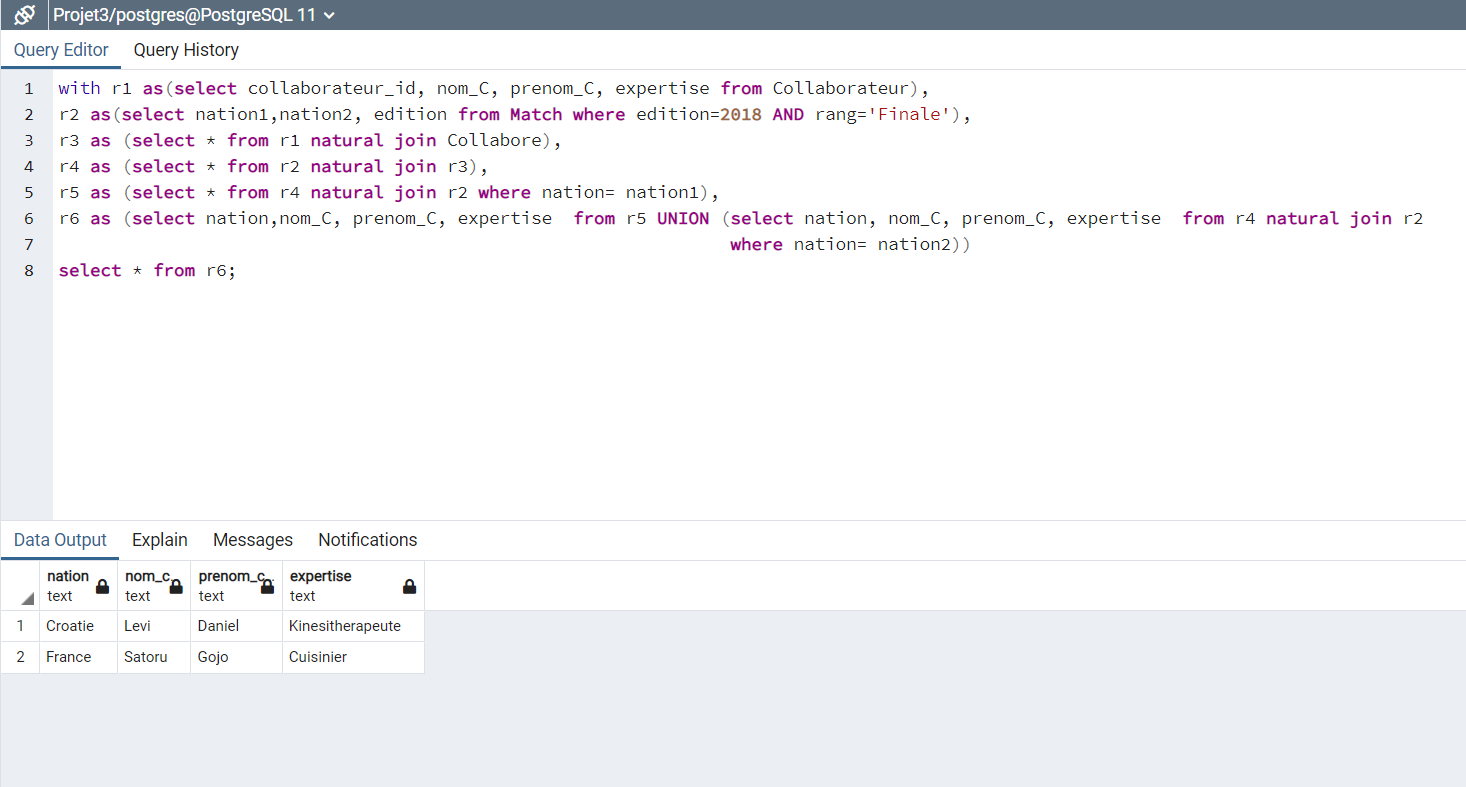 Projet3/postgres@PostgreSQL 11
Query Editor Query History
1 with r1 as(select collaborateur_id, nom_C, prenom_C, expertise from Collaborateur),
2 r2 as(select nation1,nation2, edition from Match where edition=2018 AND rang='Finale'),
3 r3 as (select * from r1 natural join Collabore),
4 r4 as (select * from r2 natural join r3),
5 r5 as (select * from r4 natural join r2 where nation= nation1),
6 r6 as (select nation,nom_C, prenom_C, expertise  from r5 UNION (select nation, nom_C, prenom_C, expertise  from r4 natural join r2
7 where nation= nation2))
8 select * from r6;
Data Output Explain Messages Notifications
nation nom_c prenom_c.. expertise
text text text text
1 Croatie Levi Daniel Kinesitherapeute
2 France Satoru Gojo Cuisinier